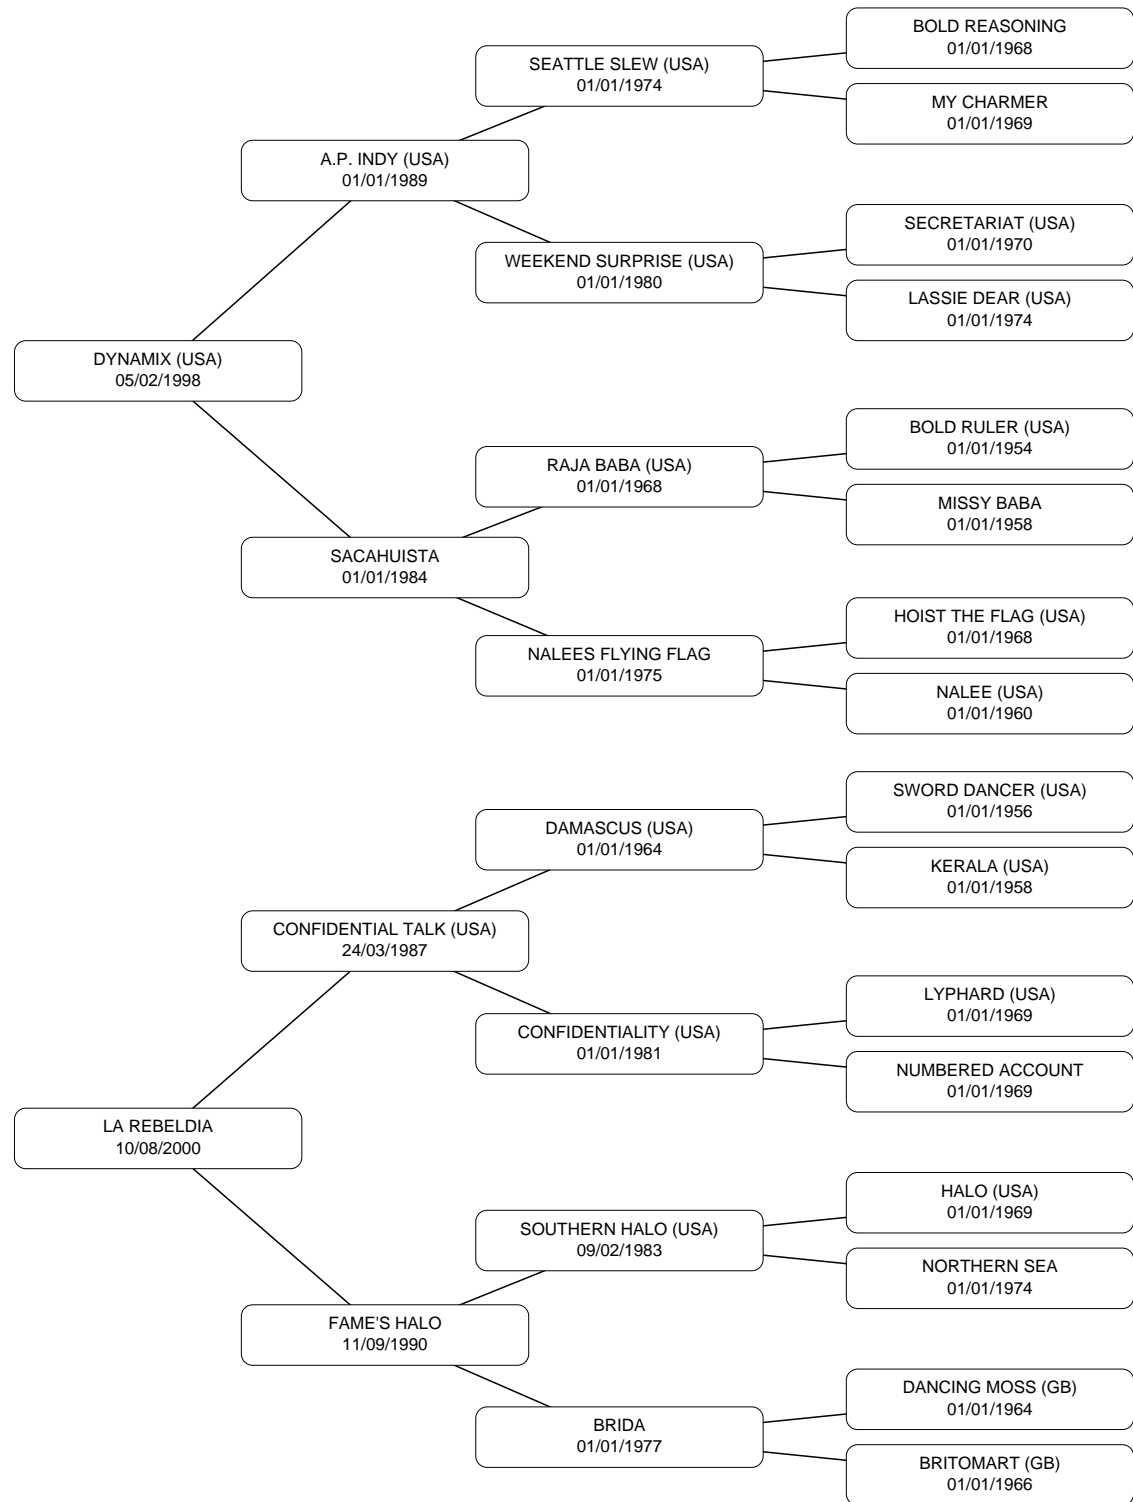 BOLD REASONING
01/01/1968
SEATTLE SLEW (USA)
01/01/1974
MY CHARMER
01/01/1969
A.P. INDY (USA)
01/01/1989
SECRETARIAT (USA)
01/01/1970
WEEKEND SURPRISE (USA)
01/01/1980
LASSIE DEAR (USA)
01/01/1974
DYNAMIX (USA)
05/02/1998
BOLD RULER (USA)
01/01/1954
RAJA BABA (USA)
01/01/1968
MISSY BABA
01/01/1958
SACAHUISTA
01/01/1984
HOIST THE FLAG (USA)
01/01/1968
NALEES FLYING FLAG
01/01/1975
NALEE (USA)
01/01/1960
SWORD DANCER (USA)
01/01/1956
DAMASCUS (USA)
01/01/1964
KERALA (USA)
01/01/1958
CONFIDENTIAL TALK (USA)
24/03/1987
LYPHARD (USA)
01/01/1969
CONFIDENTIALITY (USA)
01/01/1981
NUMBERED ACCOUNT
01/01/1969
LA REBELDIA
10/08/2000
HALO (USA)
01/01/1969
SOUTHERN HALO (USA)
09/02/1983
NORTHERN SEA
01/01/1974
FAME'S HALO
11/09/1990
DANCING MOSS (GB)
01/01/1964
BRIDA
01/01/1977
BRITOMART (GB)
01/01/1966